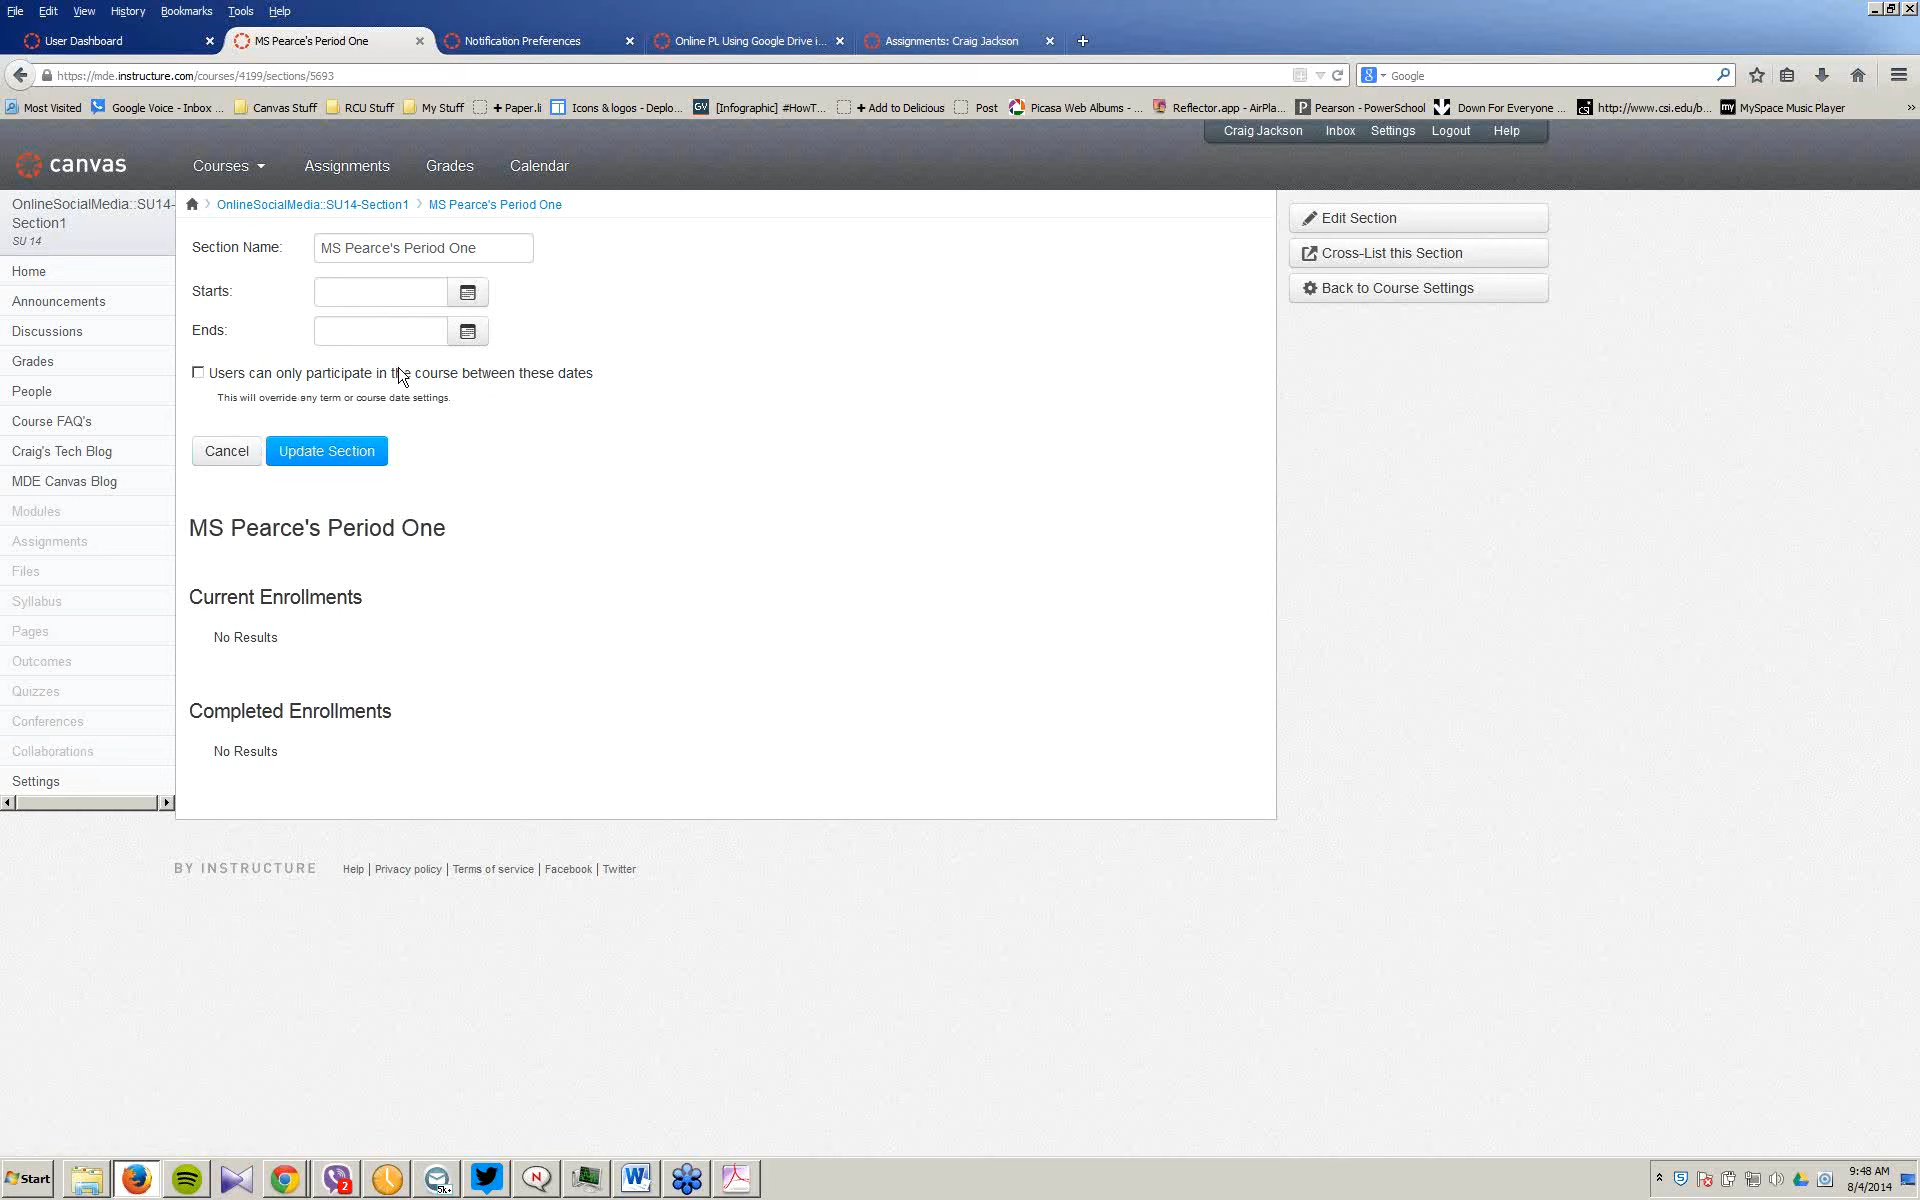 File Edit View History Bookmarks Tools Help
User Dashboard MS Pearce's Period One Notification Preferences Online PL Using Google Drive i... Assignments: Craig Jackson
https://mde.instructure.com/courses/4199/sections/5693 Google
Most Visited Google Voice - Inbox ... Canvas Stuff RCU Stuff My Stuff + Paper.li Icons & logos - Deplo... GV [Infographic] #HowT... + Add to Delicious Post Picasa Web Albums - ... Reflector.app - AirPla... Pearson - PowerSchool Down For Everyone ... csi http://www.csi.edu/b... my MySpace Music Player
Craig Jackson Inbox Settings Logout Help
canvas Courses Assignments Grades Calendar
OnlineSocialMedia::SU14-
Section1
SU 14
Home
Announcements
Discussions
Grades
People
Course FAQ's
Craig's Tech Blog
MDE Canvas Blog
Modules
Assignments
Files
Syllabus
Pages
Outcomes
Quizzes
Conferences
Collaborations
Settings
OnlineSocialMedia::SU14-Section1 MS Pearce's Period One
Section Name: MS Pearce's Period One
Starts:
Ends:
Users can only participate in the course between these dates
This will override any term or course date settings.
Cancel Update Section
MS Pearce's Period One
Current Enrollments
No Results
Completed Enrollments
No Results
Edit Section
Cross-List this Section
Back to Course Settings
BY INSTRUCTURE Help | Privacy policy | Terms of service | Facebook | Twitter
Start 2 5k+ N W 9:48 AM
8/4/2014